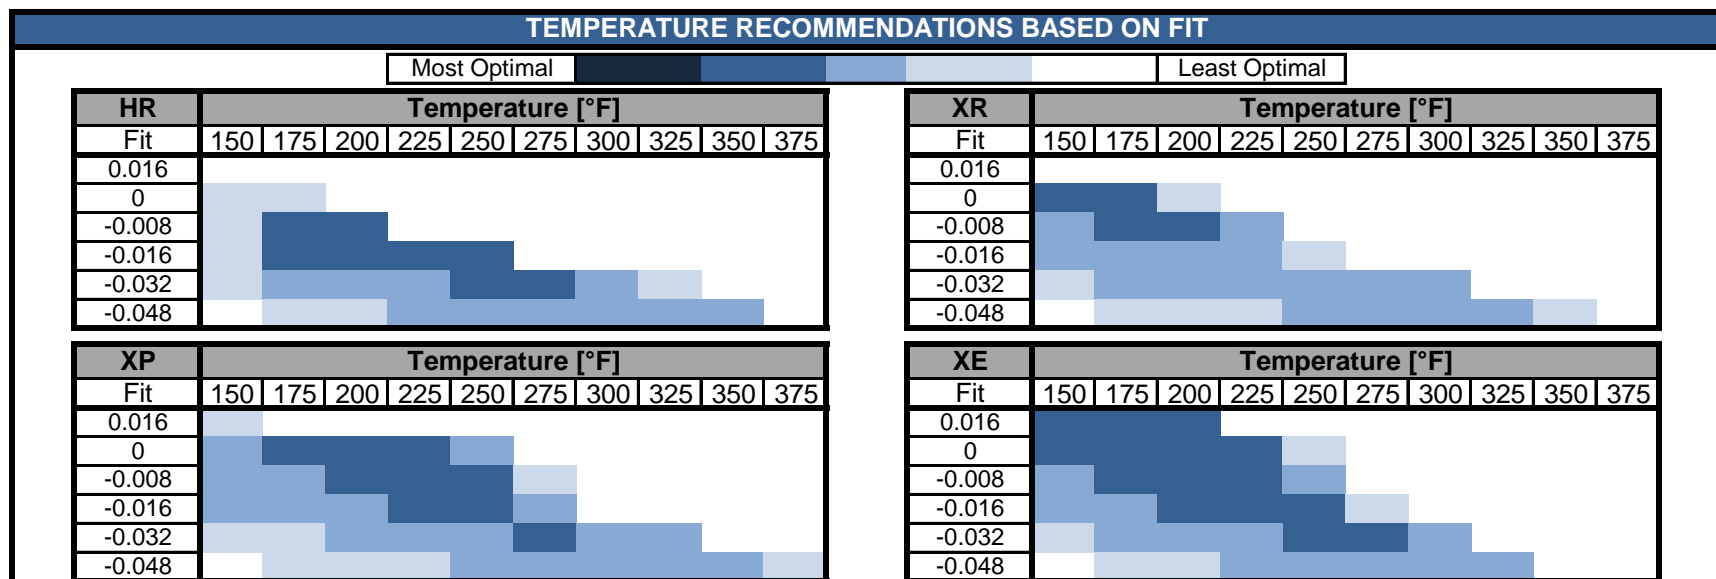 TEMPERATURE RECOMMENDATIONS BASED ON FIT
Most Optimal Least Optimal
HR Temperature [°F]
Fit 150 175 200 225 250 275 300 325 350 375
0.016
0
-0.008
-0.016
-0.032
-0.048
XR Temperature [°F]
Fit 150 175 200 225 250 275 300 325 350 375
0.016
0
-0.008
-0.016
-0.032
-0.048
XP Temperature [°F]
Fit 150 175 200 225 250 275 300 325 350 375
0.016
0
-0.008
-0.016
-0.032
-0.048
XE Temperature [°F]
Fit 150 175 200 225 250 275 300 325 350 375
0.016
0
-0.008
-0.016
-0.032
-0.048